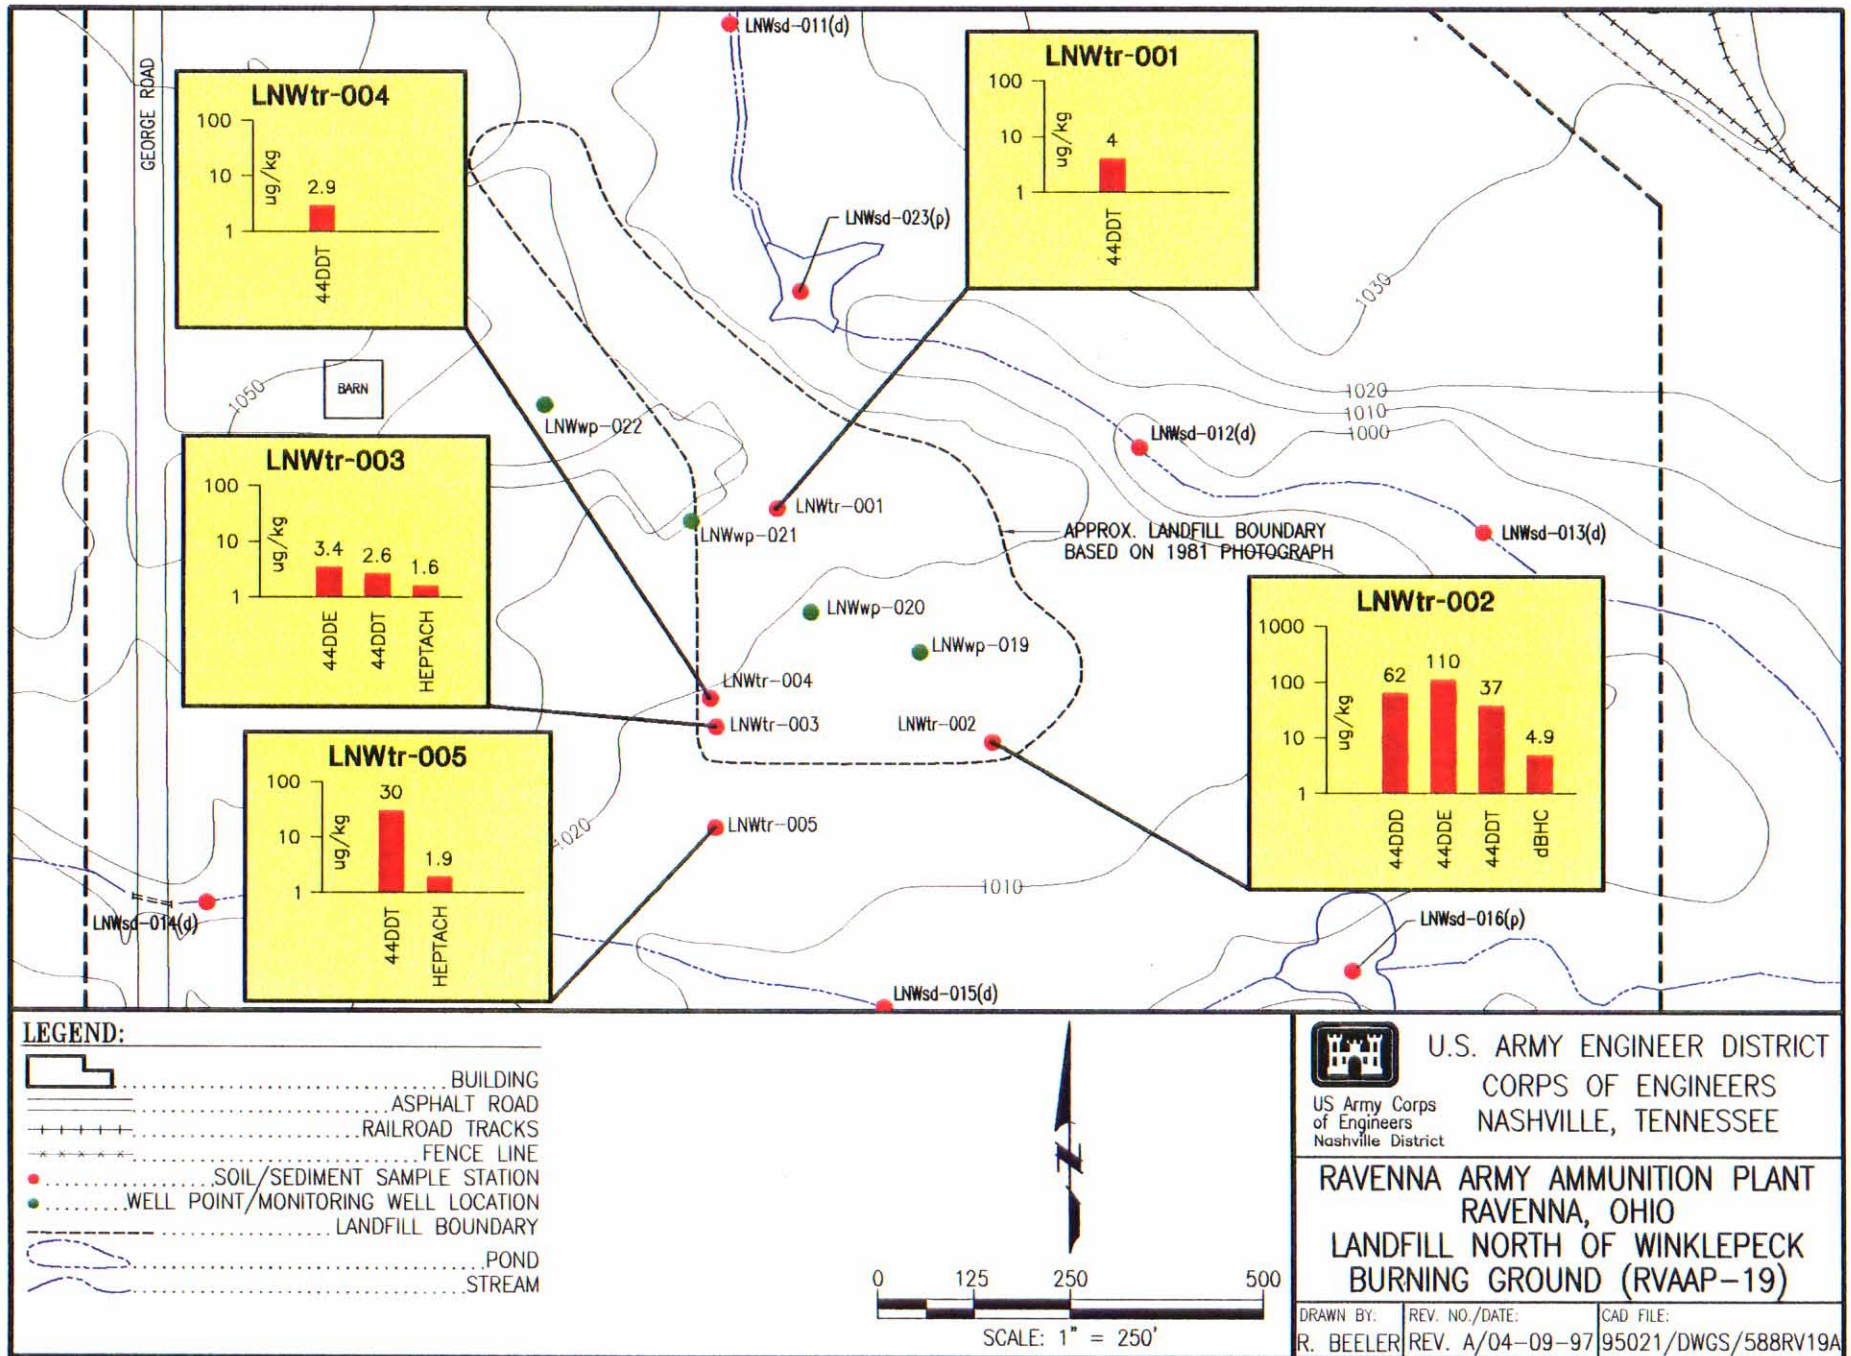 LNWsd-011(d)
GEORGE ROAD
LNWtr-004
100
10
1
ug/kg
2.9
44DDT
LNWtr-001
100
10
1
ug/kg
4
44DDT
LNWsd-023(p)
1030
1050
BARN
LNWwp-022
1020
1010
1000
LNWsd-012(d)
LNWtr-003
100
10
1
ug/kg
3.4
2.6
1.6
44DDE
44DDT
HEPTACH
LNWtr-001
LNWwp-021
APPROX. LANDFILL BOUNDARY
BASED ON 1981 PHOTOGRAPH
LNWsd-013(d)
LNWwp-020
LNWwp-019
LNWtr-004
LNWtr-003
LNWtr-002
LNWtr-002
1000
100
10
1
ug/kg
62
110
37
4.9
44DDD
44DDE
44DDT
dBHC
LNWtr-005
100
10
1
ug/kg
30
1.9
44DDT
HEPTACH
LNWtr-005
1020
1010
LNWsd-014(d)
LNWsd-016(p)
LNWsd-015(d)
LEGEND:
BUILDING
ASPHALT ROAD
RAILROAD TRACKS
FENCE LINE
SOIL/SEDIMENT SAMPLE STATION
WELL POINT/MONITORING WELL LOCATION
LANDFILL BOUNDARY
POND
STREAM
N
0 125 250 500
SCALE: 1" = 250'
US Army Corps
of Engineers
Nashville District
U.S. ARMY ENGINEER DISTRICT
CORPS OF ENGINEERS
NASHVILLE, TENNESSEE
RAVENNA ARMY AMMUNITION PLANT
RAVENNA, OHIO
LANDFILL NORTH OF WINKLEPECK
BURNING GROUND (RVAAP-19)
DRAWN BY:
R. BEELER
REV. NO./DATE:
REV. A/04-09-97
CAD FILE:
95021/DWGS/588RV19A